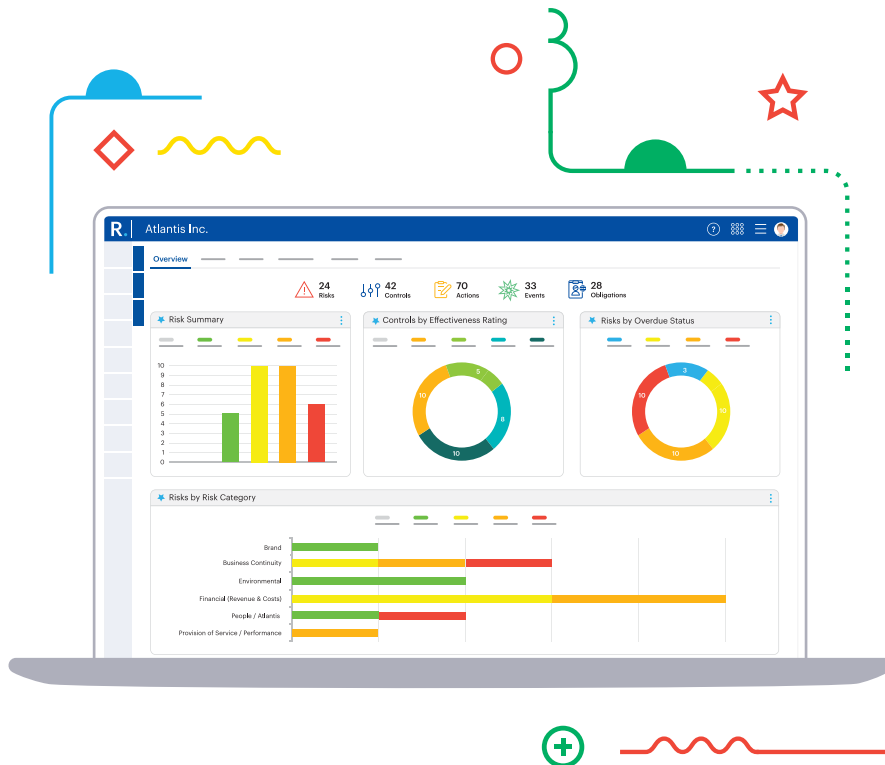 R. Atlantis Inc. ?
Overview
24 Risks
42 Controls
70 Actions
33 Events
28 Obligations
Risk Summary
10
9
8
7
6
5
4
3
2
1
0
Controls by Effectiveness Rating
5
10
8
10
Risks by Overdue Status
3
10
10
10
Risks by Risk Category
Brand
Business Continuity
Environmental
Financial (Revenue & Costs)
People / Atlantis
Provision of Service / Performance